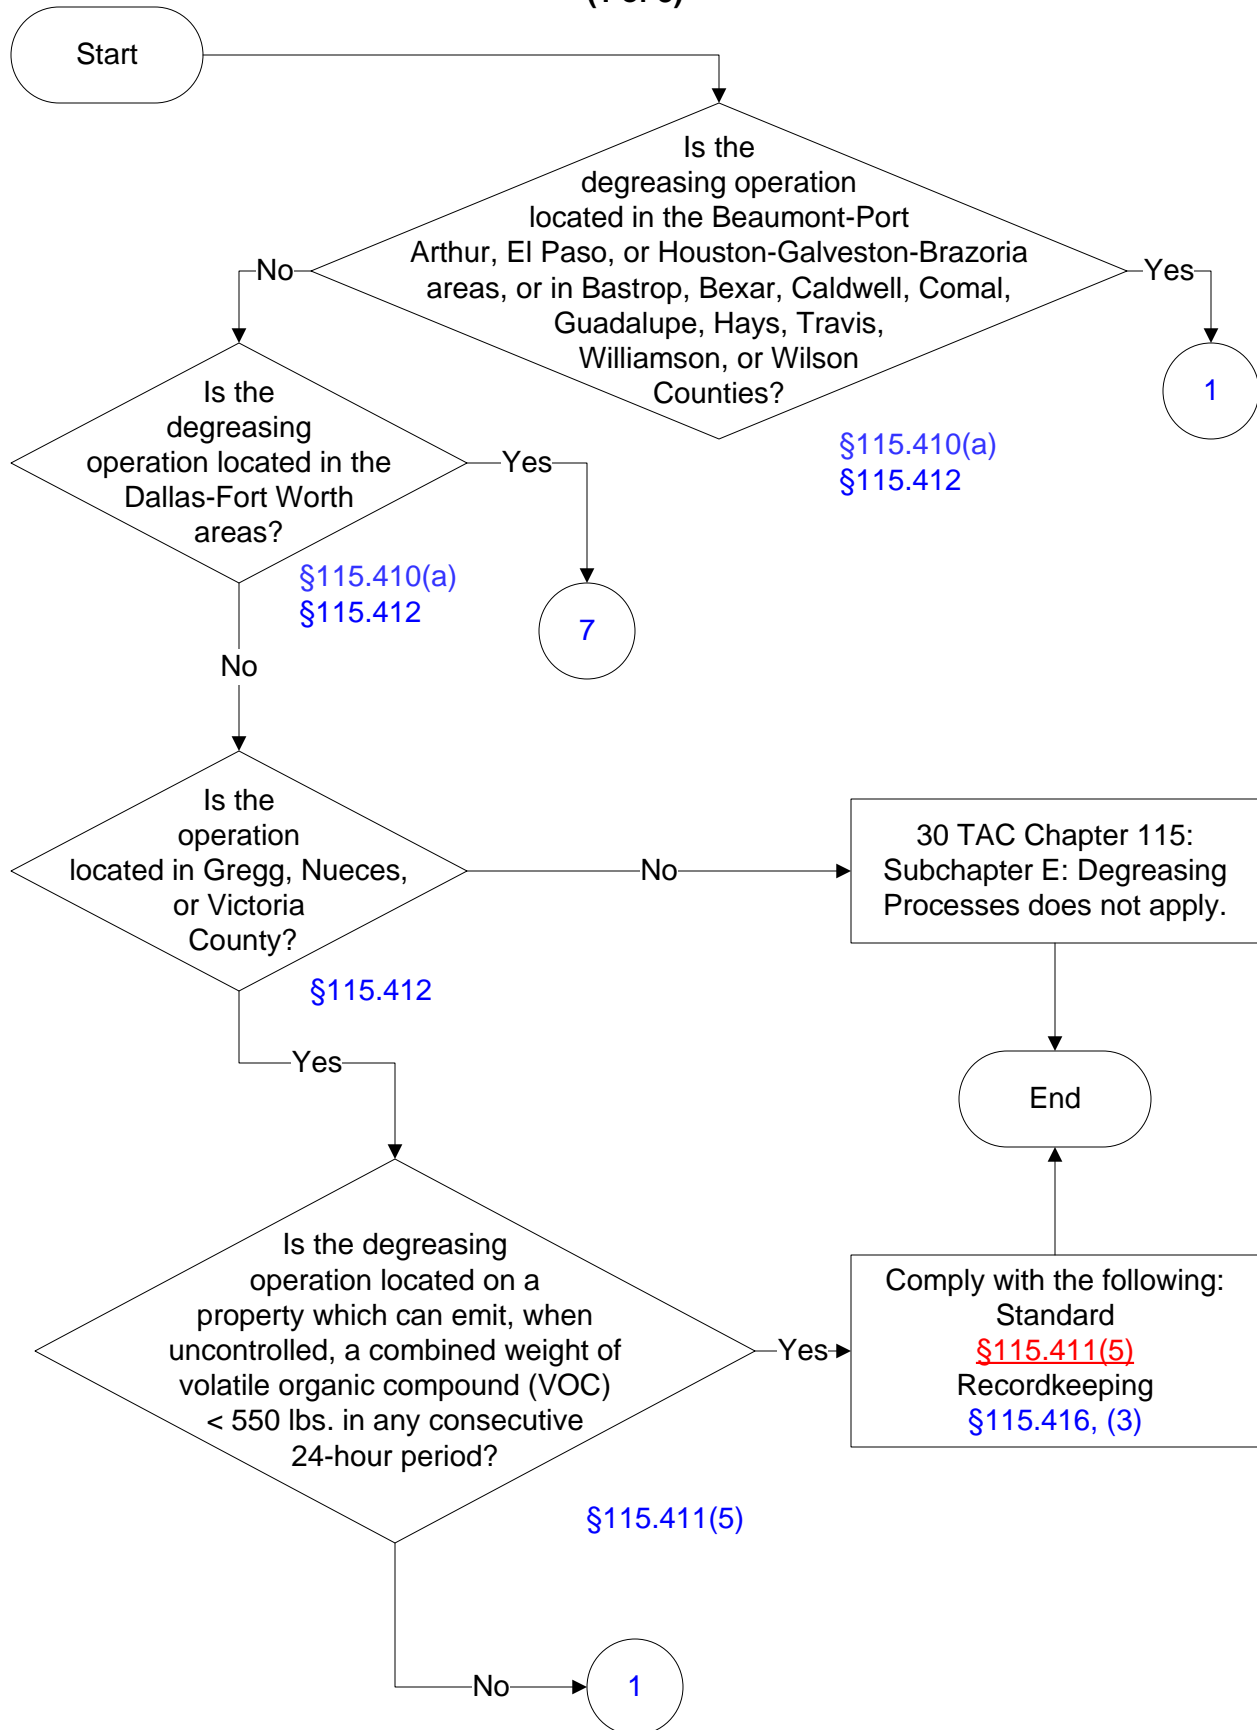 Start
Is the
degreasing operation
located in the Beaumont-Port
Arthur, El Paso, or Houston-Galveston-Brazoria
areas, or in Bastrop, Bexar, Caldwell, Comal,
Guadalupe, Hays, Travis,
Williamson, or Wilson
Counties?
No
Yes
1
§115.410(a)
§115.412
Is the
degreasing
operation located in the
Dallas-Fort Worth
areas?
Yes
7
§115.410(a)
§115.412
No
Is the
operation
located in Gregg, Nueces,
or Victoria
County?
No
30 TAC Chapter 115:
Subchapter E: Degreasing
Processes does not apply.
§115.412
Yes
End
Is the degreasing
operation located on a
property which can emit, when
uncontrolled, a combined weight of
volatile organic compound (VOC)
< 550 lbs. in any consecutive
24-hour period?
Yes
Comply with the following:
Standard
§115.411(5)
Recordkeeping
§115.416, (3)
§115.411(5)
No
1